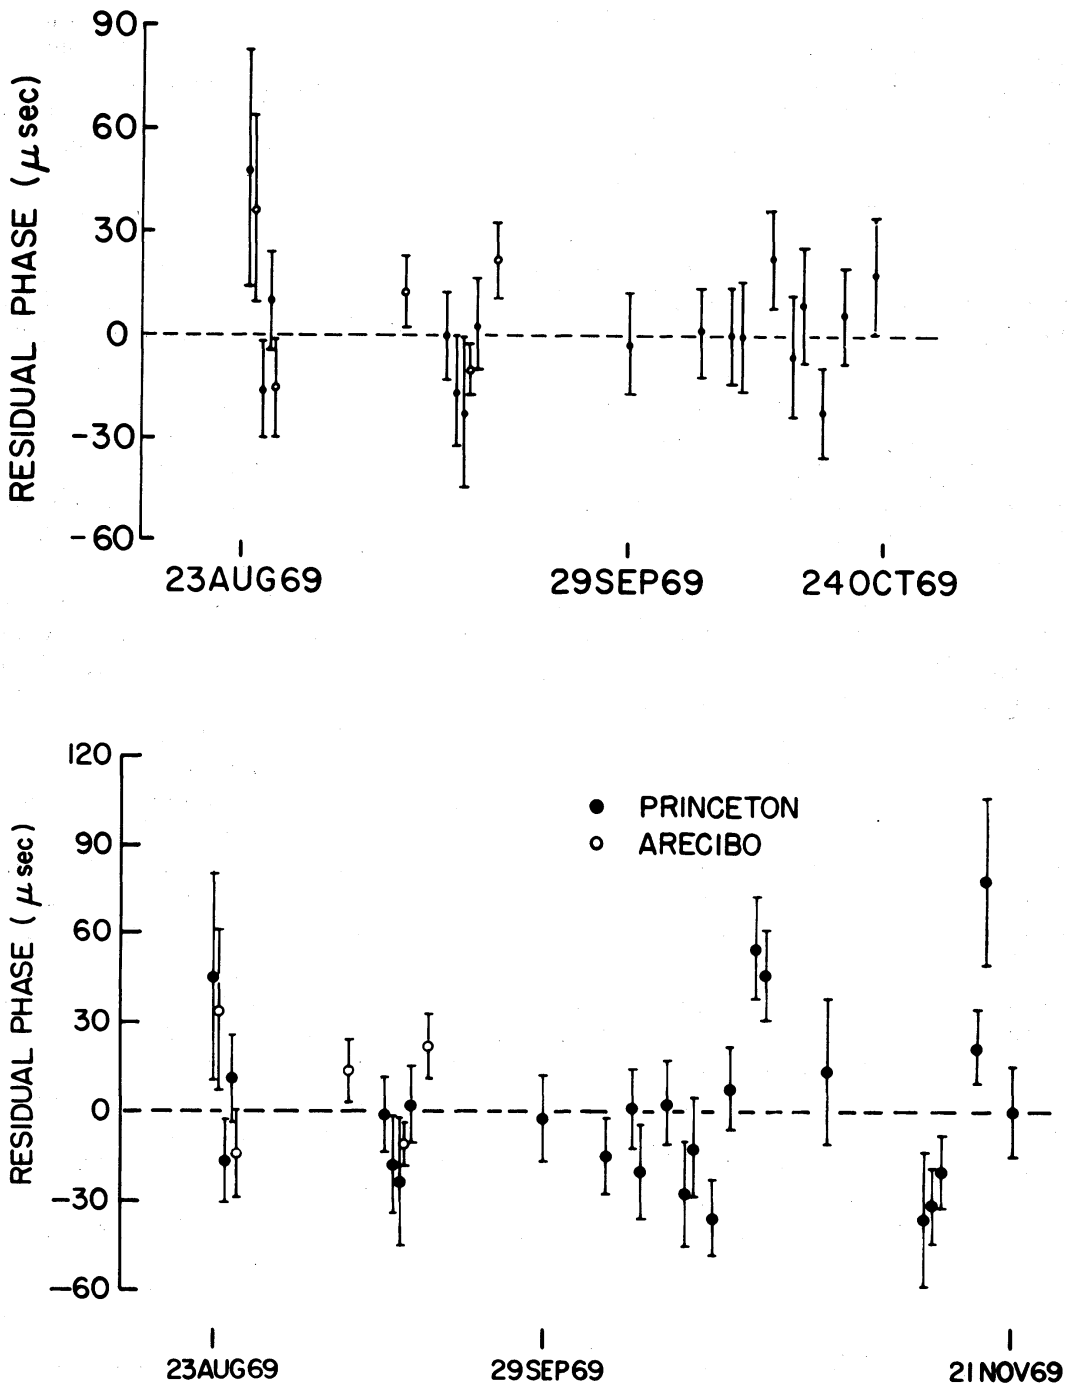 90
60
30
0
-30
-60
RESIDUAL PHASE (μsec)
23AUG69
29SEP69
24OCT69
120
90
60
30
0
-30
-60
RESIDUAL PHASE (μsec)
PRINCETON
ARECIBO
23AUG69
29SEP69
21NOV69